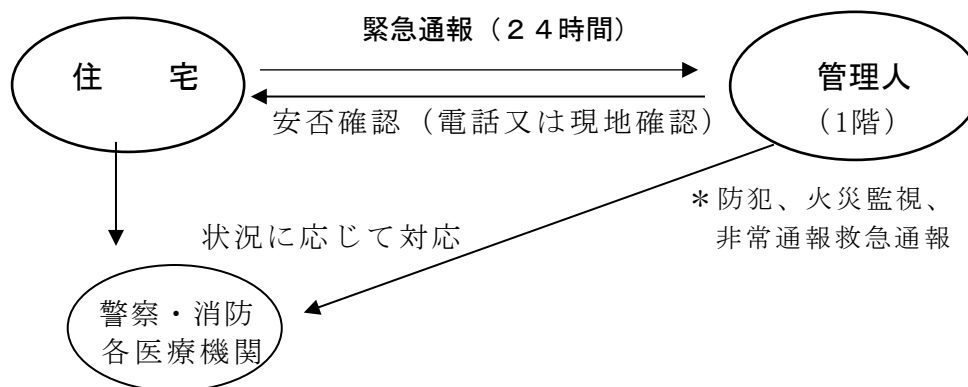 緊急通報（２４時間）
住　　宅
管理人
（1階）
安否確認（電話又は現地確認）
＊防犯、火災監視、
非常通報救急通報
状況に応じて対応
警察・消防
各医療機関